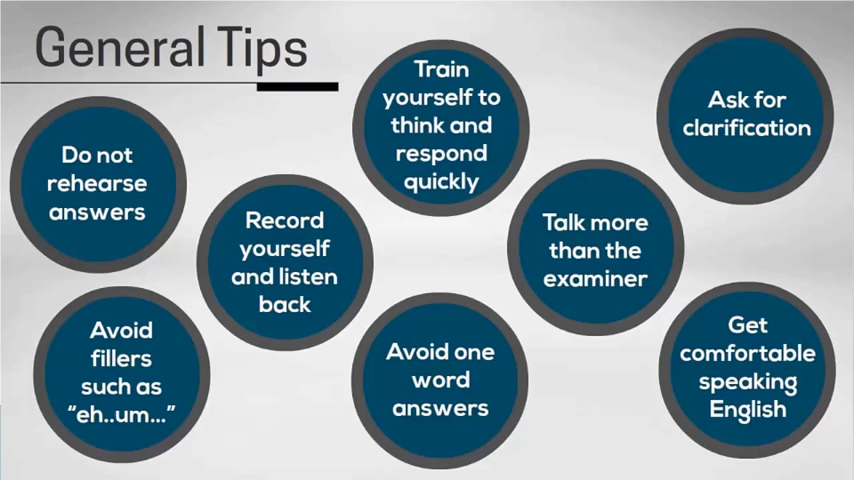 General Tips
Do not
rehearse
answers
Record
yourself
and listen
back
Train
yourself to
think and
respond
quickly
Talk more
than the
examiner
Ask for
clarification
Avoid
fillers
such as
“eh..um...”
Avoid one
word
answers
Get
comfortable
speaking
English